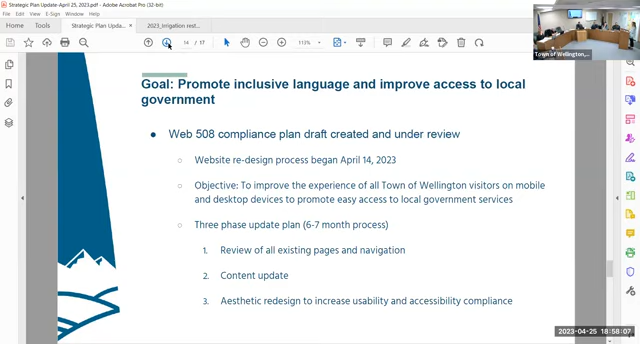 Strategic Plan Update-April 25, 2023.pdf - Adobe Acrobat Pro (32-bit)
File Edit View E-Sign Window Help
Home Tools Strategic Plan Upda... × 2023_Irrigation rest...
14 / 17 113%
Town of Wellington,
Goal: Promote inclusive language and improve access to local
government
● Web 508 compliance plan draft created and under review
○ Website re-design process began April 14, 2023
○ Objective: To improve the experience of all Town of Wellington visitors on mobile
and desktop devices to promote easy access to local government services
○ Three phase update plan (6-7 month process)
1. Review of all existing pages and navigation
2. Content update
3. Aesthetic redesign to increase usability and accessibility compliance
2023-04-25 18:58:07